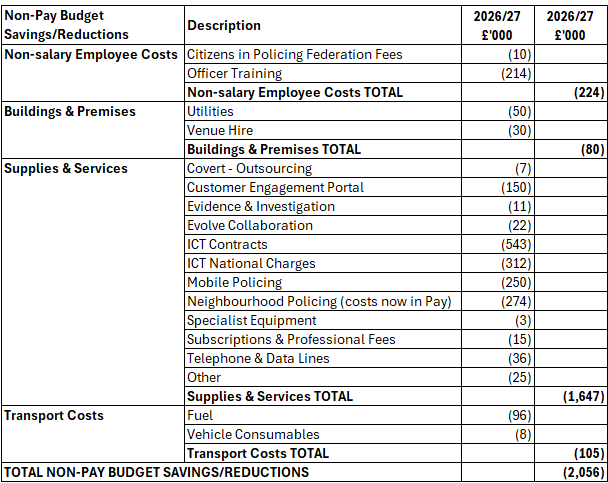 Non-Pay Budget Savings/Reductions Description 2026/27 £'000 2026/27 £'000
Non-salary Employee Costs Citizens in Policing Federation Fees (10)
Officer Training (214)
Non-salary Employee Costs TOTAL (224)
Buildings & Premises Utilities (50)
Venue Hire (30)
Buildings & Premises TOTAL (80)
Supplies & Services Covert - Outsourcing (7)
Customer Engagement Portal (150)
Evidence & Investigation (11)
Evolve Collaboration (22)
ICT Contracts (543)
ICT National Charges (312)
Mobile Policing (250)
Neighbourhood Policing (costs now in Pay) (274)
Specialist Equipment (3)
Subscriptions & Professional Fees (15)
Telephone & Data Lines (36)
Other (25)
Supplies & Services TOTAL (1,647)
Transport Costs Fuel (96)
Vehicle Consumables (8)
Transport Costs TOTAL (105)
TOTAL NON-PAY BUDGET SAVINGS/REDUCTIONS (2,056)